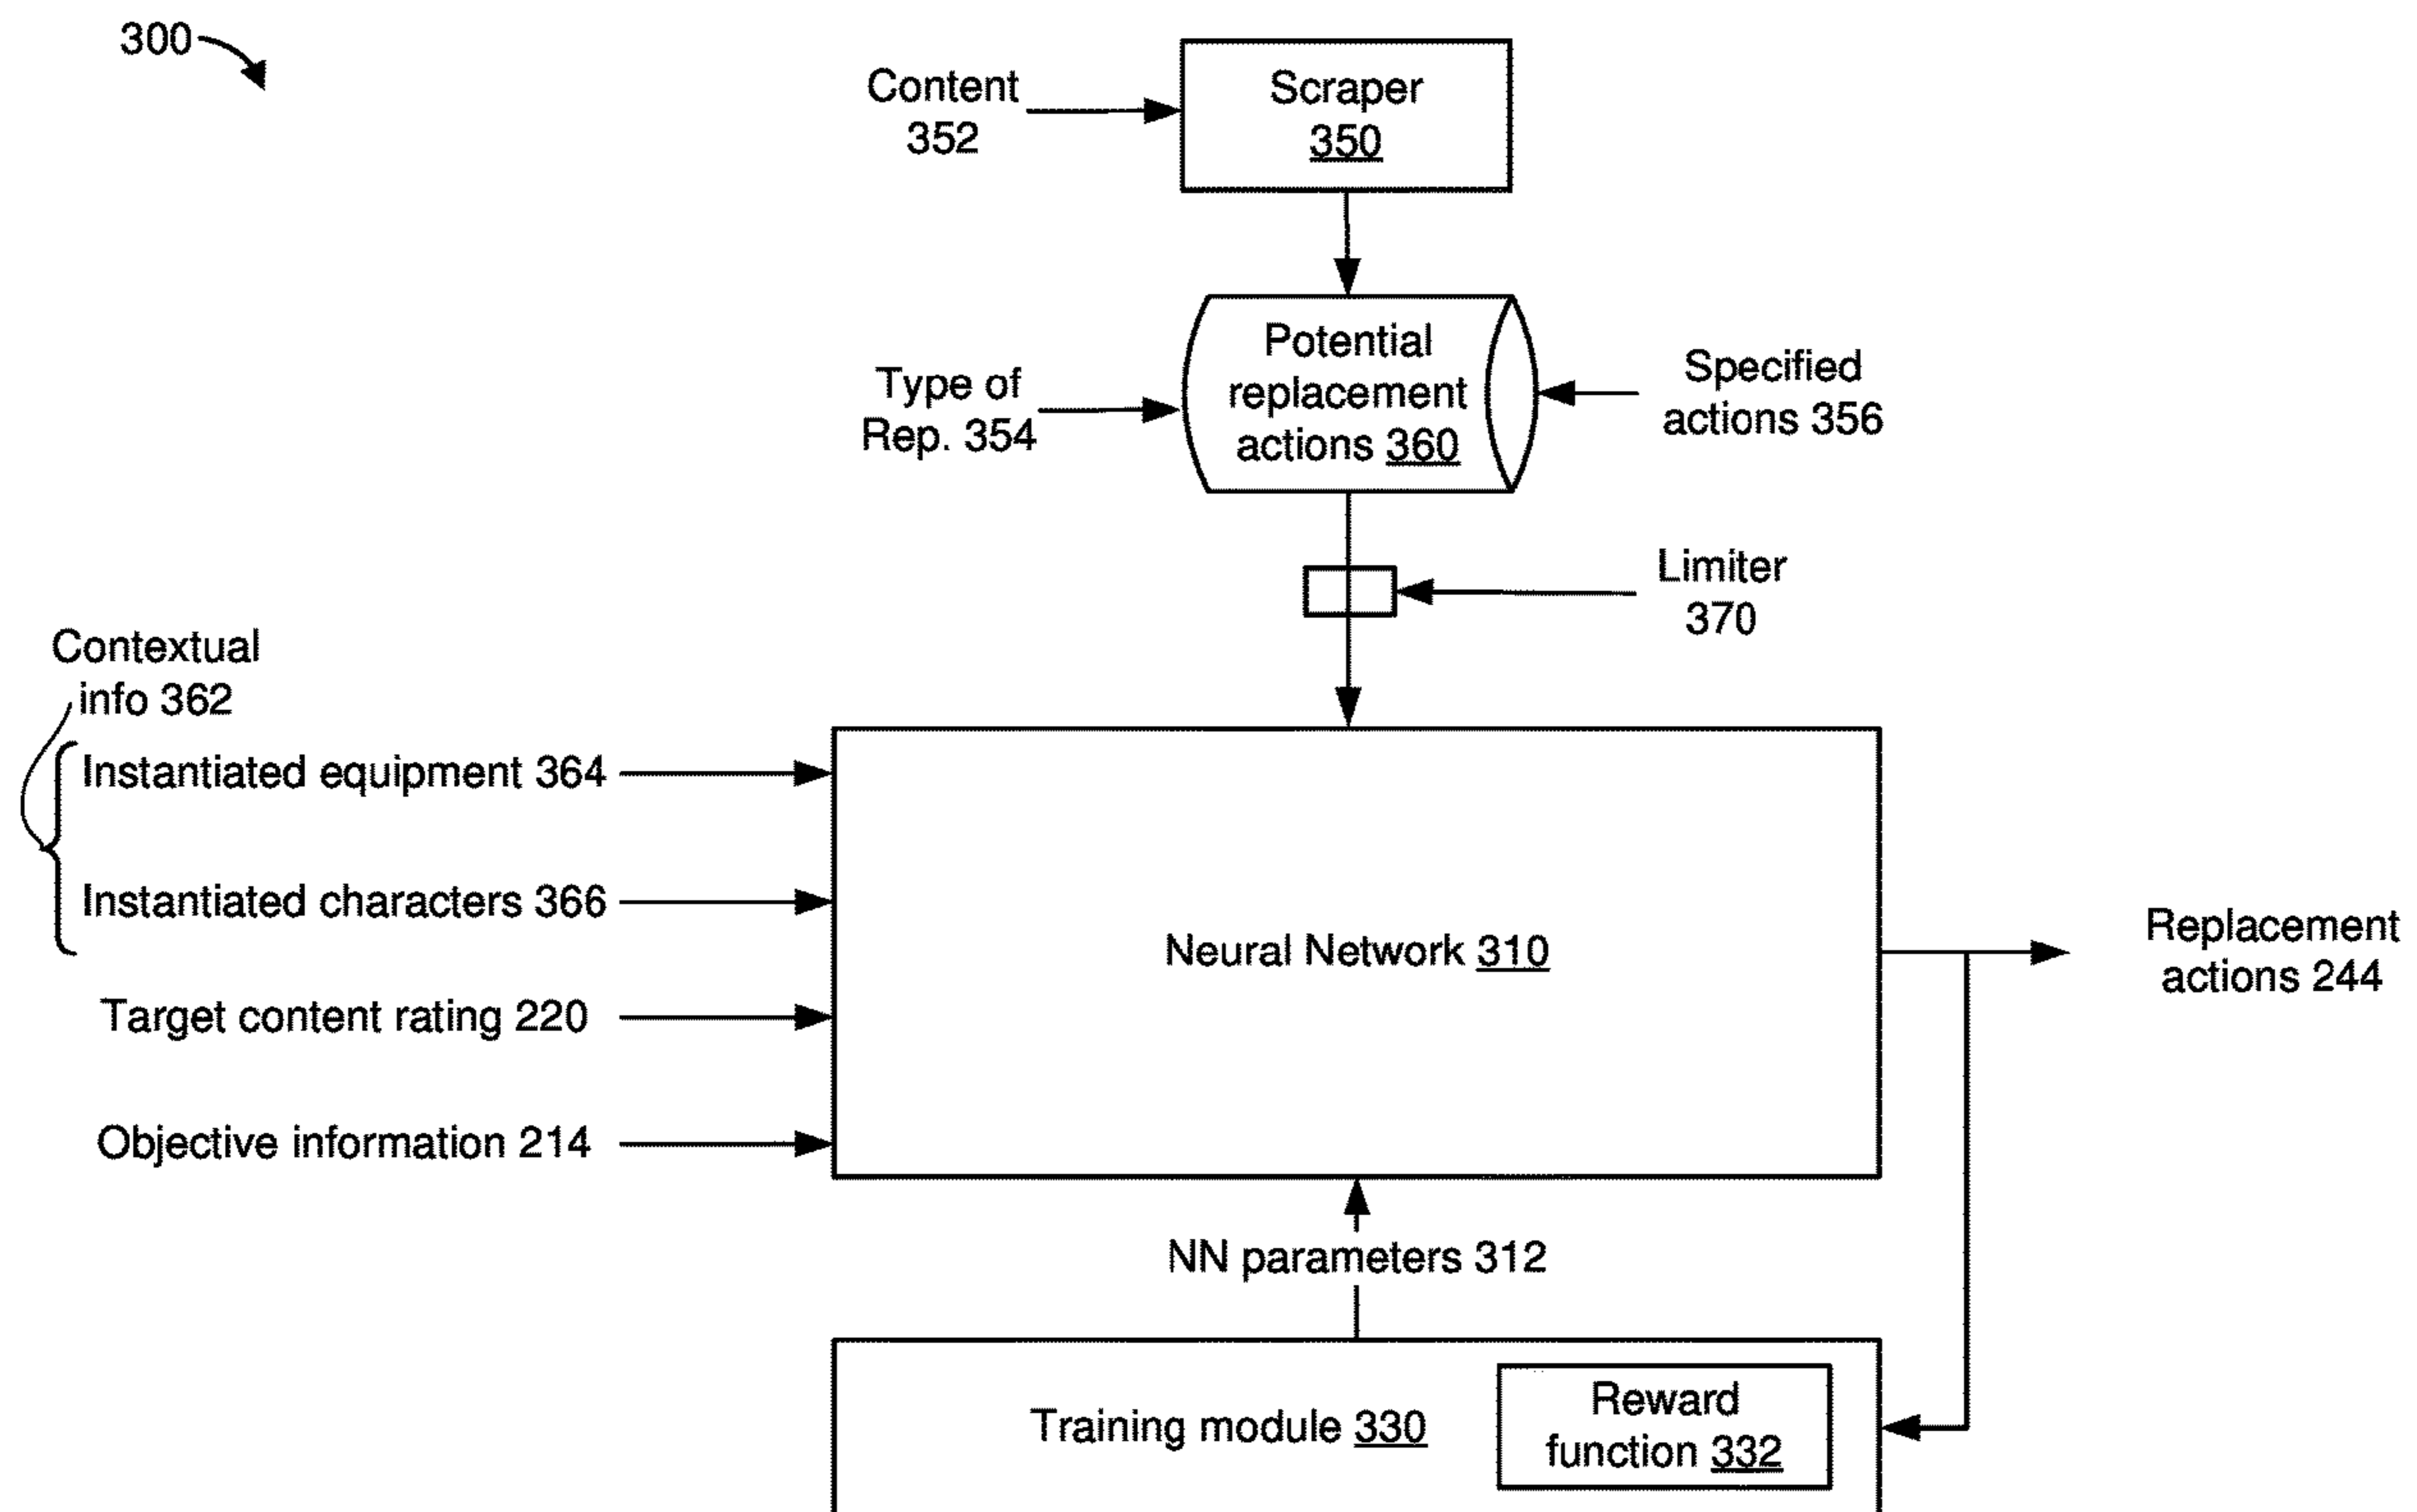 300
Content
352
Scraper
350
Potential
replacement
actions 360
Type of
Rep. 354
Specified
actions 356
Limiter
370
Contextual
info 362
Instantiated equipment 364
Instantiated characters 366
Target content rating 220
Objective information 214
Neural Network 310
Replacement
actions 244
NN parameters 312
Training module 330
Reward
function 332